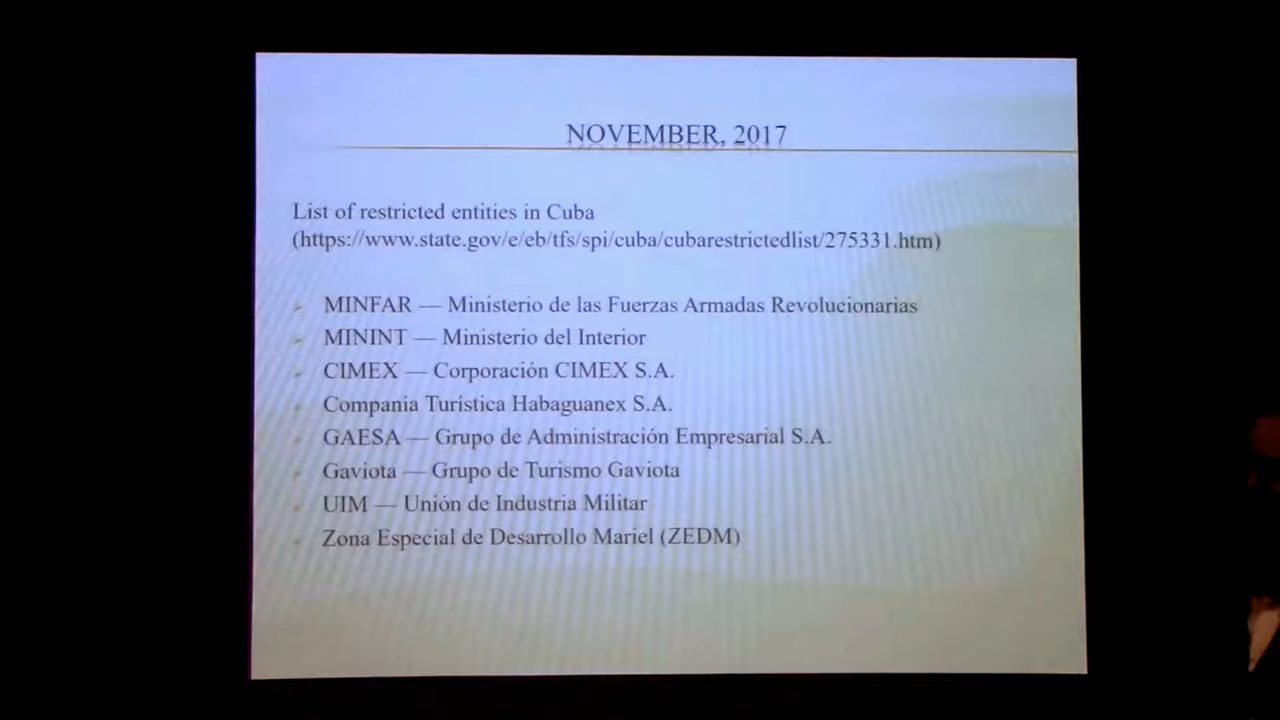 NOVEMBER, 2017
List of restricted entities in Cuba
(https://www.state.gov/e/eb/tfs/spi/cuba/cubarestrictedlist/275331.htm)
MINFAR — Ministerio de las Fuerzas Armadas Revolucionarias
MININT — Ministerio del Interior
CIMEX — Corporación CIMEX S.A.
Compania Turística Habaguanex S.A.
GAESA — Grupo de Administración Empresarial S.A.
Gaviota — Grupo de Turismo Gaviota
UIM — Unión de Industria Militar
Zona Especial de Desarrollo Mariel (ZEDM)